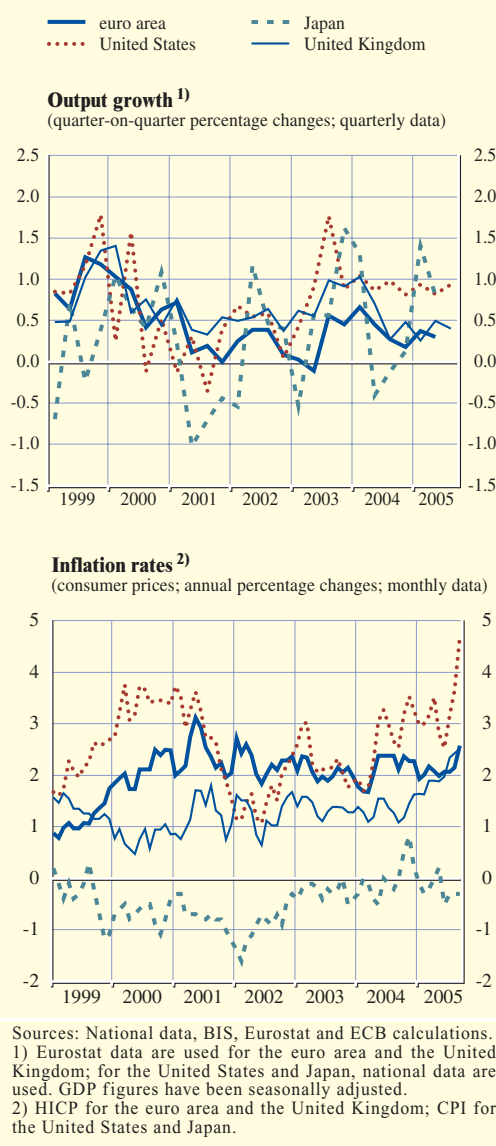 euro area
Japan
United States
United Kingdom
Output growth 1)
(quarter-on-quarter percentage changes; quarterly data)
2.5 2.5
2.0 2.0
1.5 1.5
1.0 1.0
0.5 0.5
0.0 0.0
-0.5 -0.5
-1.0 -1.0
-1.5 -1.5
1999 2000 2001 2002 2003 2004 2005
Inflation rates 2)
(consumer prices; annual percentage changes; monthly data)
5 5
4 4
3 3
2 2
1 1
0 0
-1 -1
-2 -2
1999 2000 2001 2002 2003 2004 2005
Sources: National data, BIS, Eurostat and ECB calculations.
1) Eurostat data are used for the euro area and the United
Kingdom; for the United States and Japan, national data are
used. GDP figures have been seasonally adjusted.
2) HICP for the euro area and the United Kingdom; CPI for
the United States and Japan.